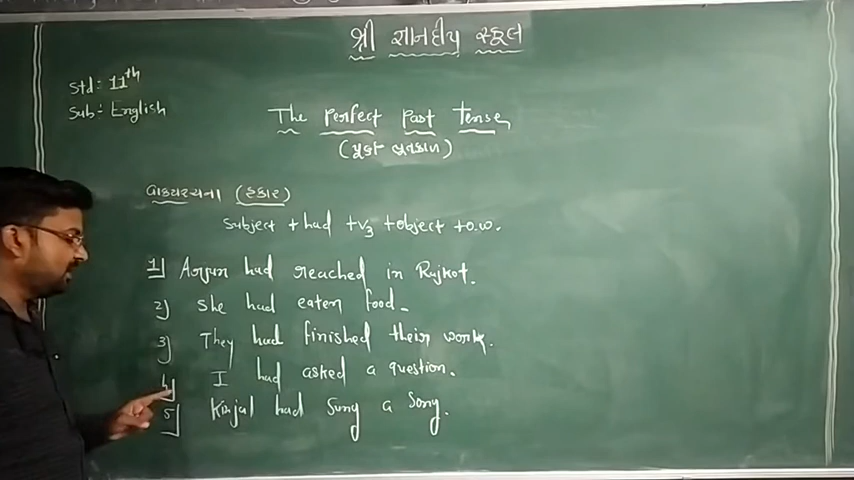 શ્રી જ્ઞાનદીપ સ્કૂલ
Std:- 11th
Sub:- English
The perfect Past Tense,
(પૂર્ણ ભૂતકાળ)
વાક્યરચના (હકાર)
Subject + had + v3 + object + o.w.
1) Arjun had reached in Rajkot.
2) She had eaten food.
3) They had finished their work.
4) I had asked a question.
5) Kinjal had Sung a Song.